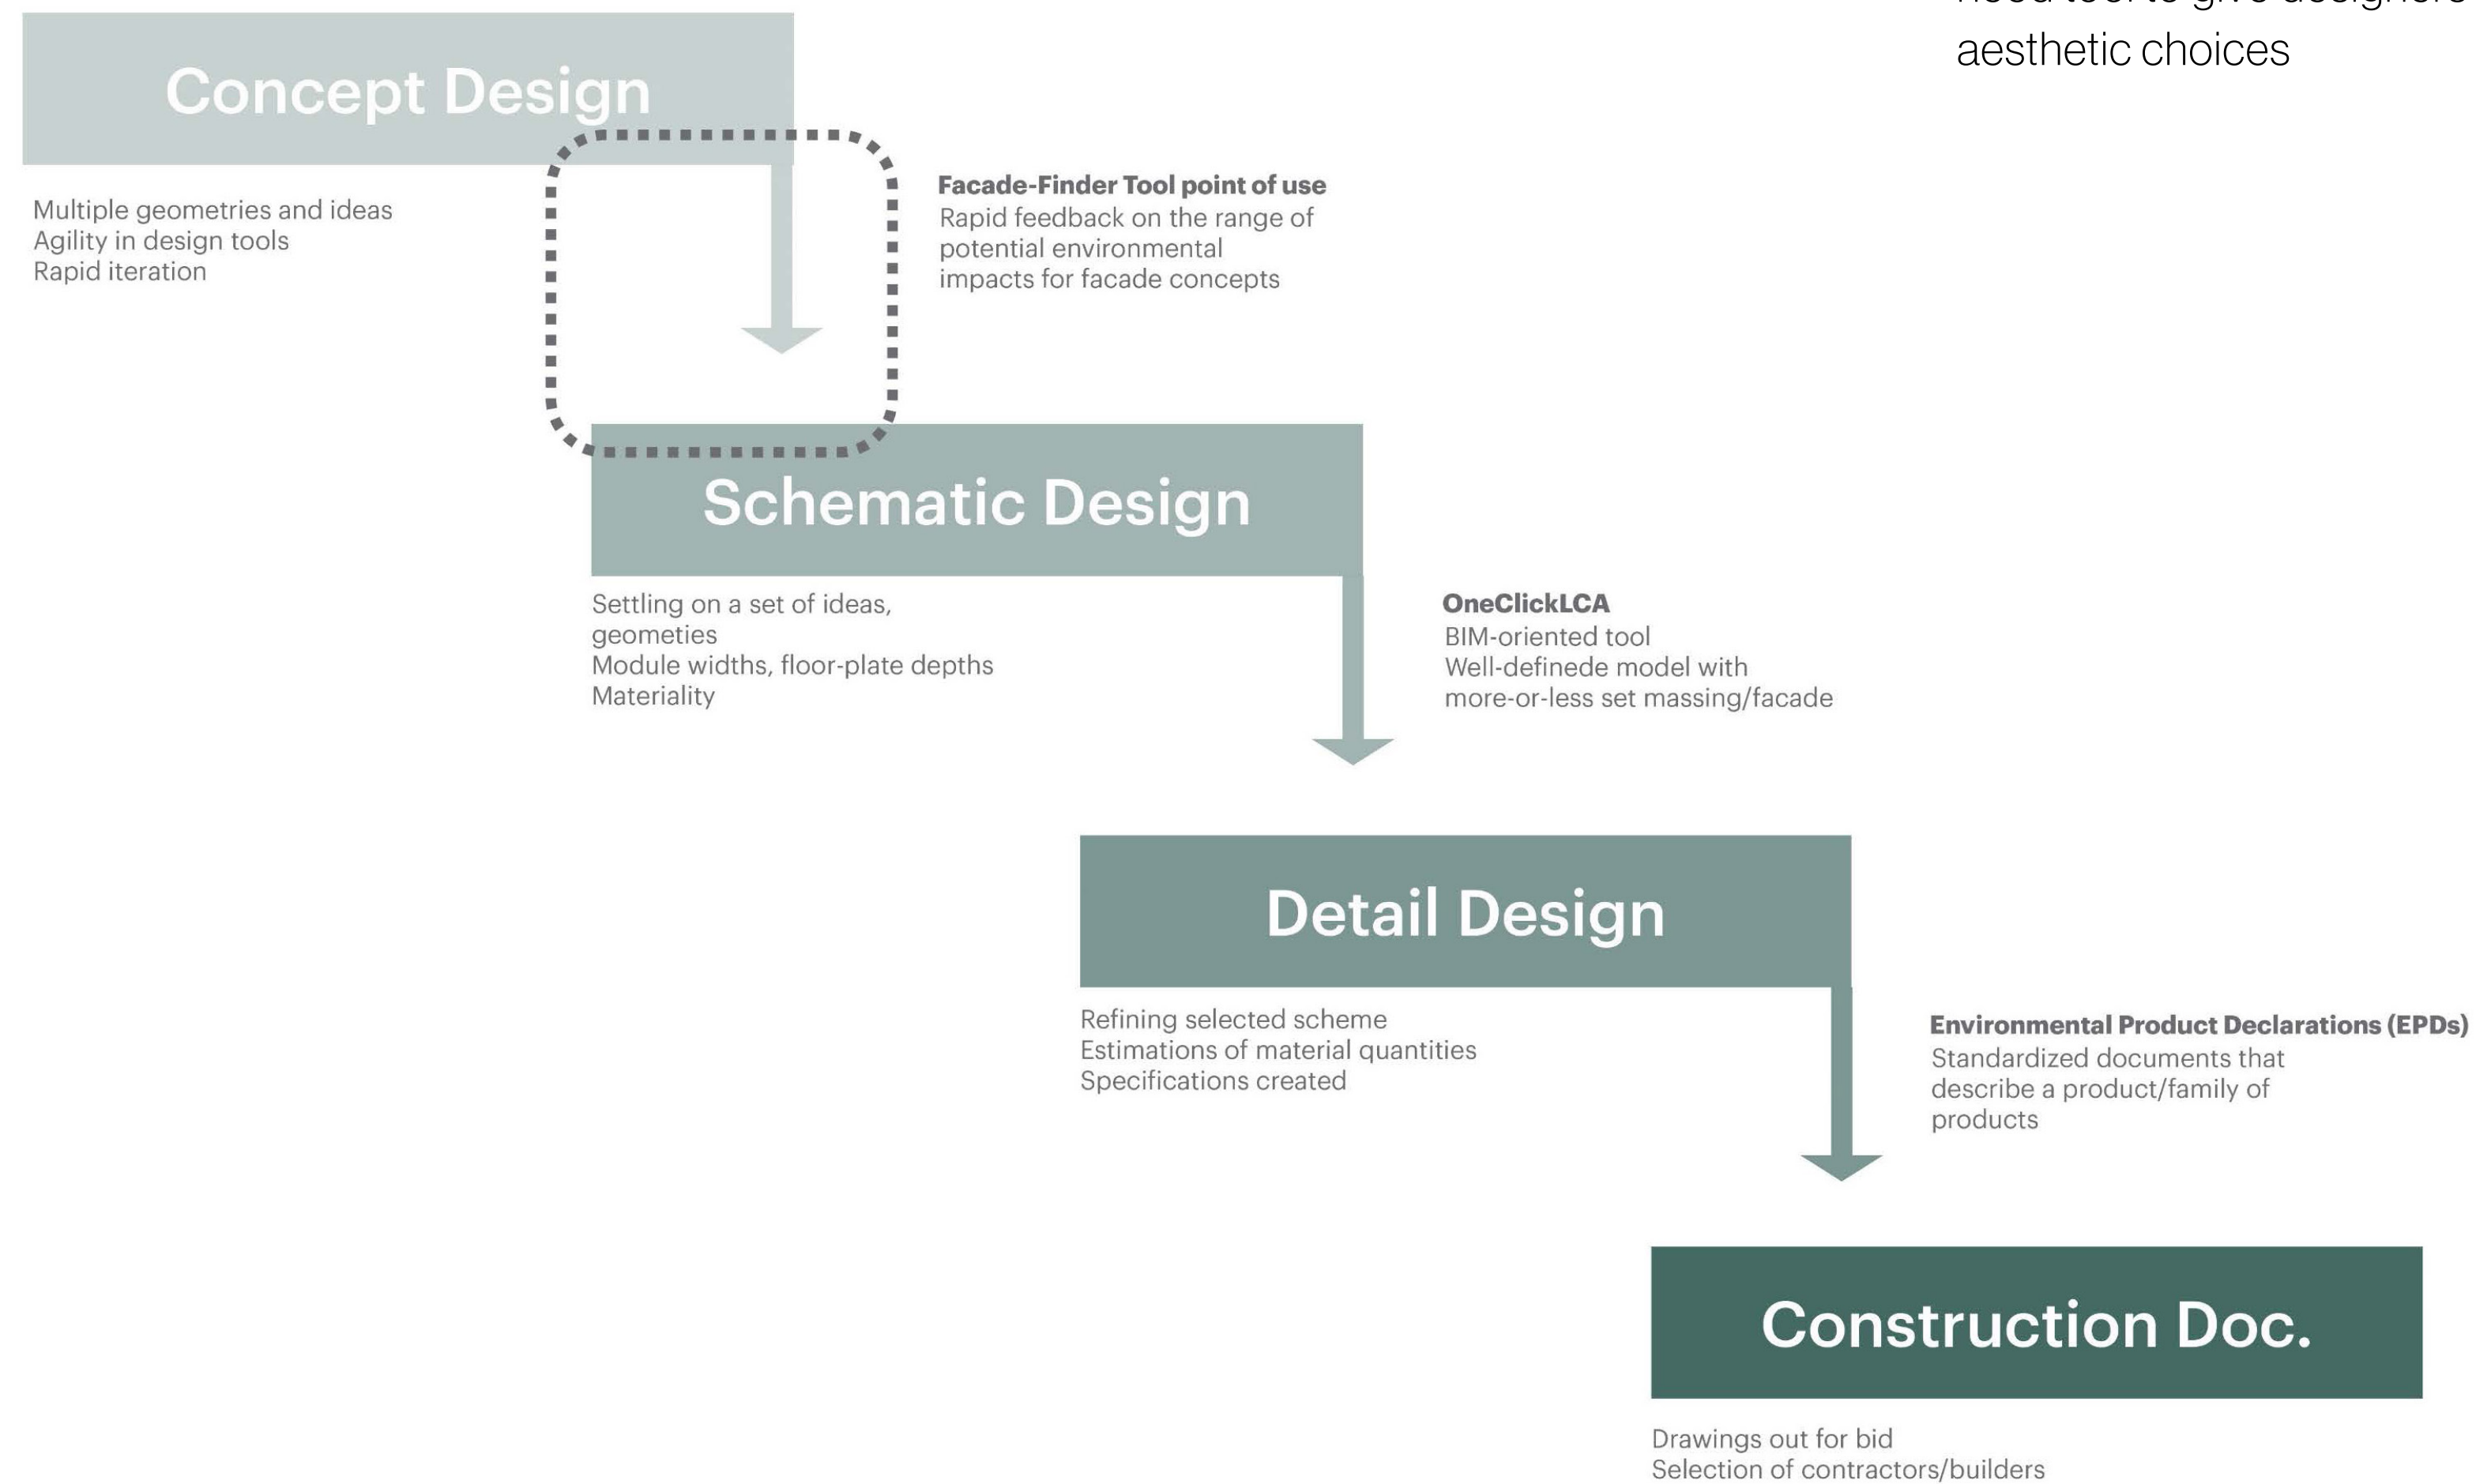 aesthetic choices
Concept Design
Multiple geometries and ideas
Agility in design tools
Rapid iteration
Facade-Finder Tool point of use
Rapid feedback on the range of
potential environmental
impacts for facade concepts
Schematic Design
Settling on a set of ideas,
geometies
Module widths, floor-plate depths
Materiality
OneClickLCA
BIM-oriented tool
Well-definede model with
more-or-less set massing/facade
Detail Design
Refining selected scheme
Estimations of material quantities
Specifications created
Environmental Product Declarations (EPDs)
Standardized documents that
describe a product/family of
products
Construction Doc.
Drawings out for bid
Selection of contractors/builders